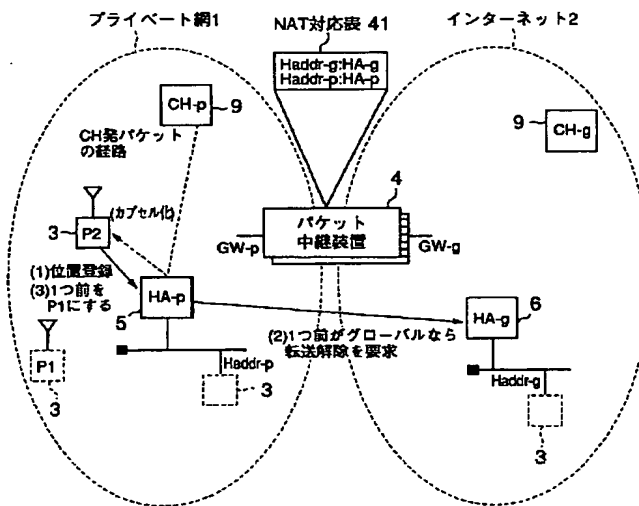 プライベート網1
NAT対応表 41
インターネット2
Haddr-g:HA-g
Haddr-p:HA-p
CH-p
9
CH発パケット
の経路
9
CH-g
4
(カプセル化)
パケット
中継装置
3
P2
GW-p
GW-g
(1)位置登録
(3)1つ前を
P1にする
HA-p
5
HA-g
6
(2)1つ前がグローバルなら
転送解除を要求
P1
3
Haddr-p
3
Haddr-g
3